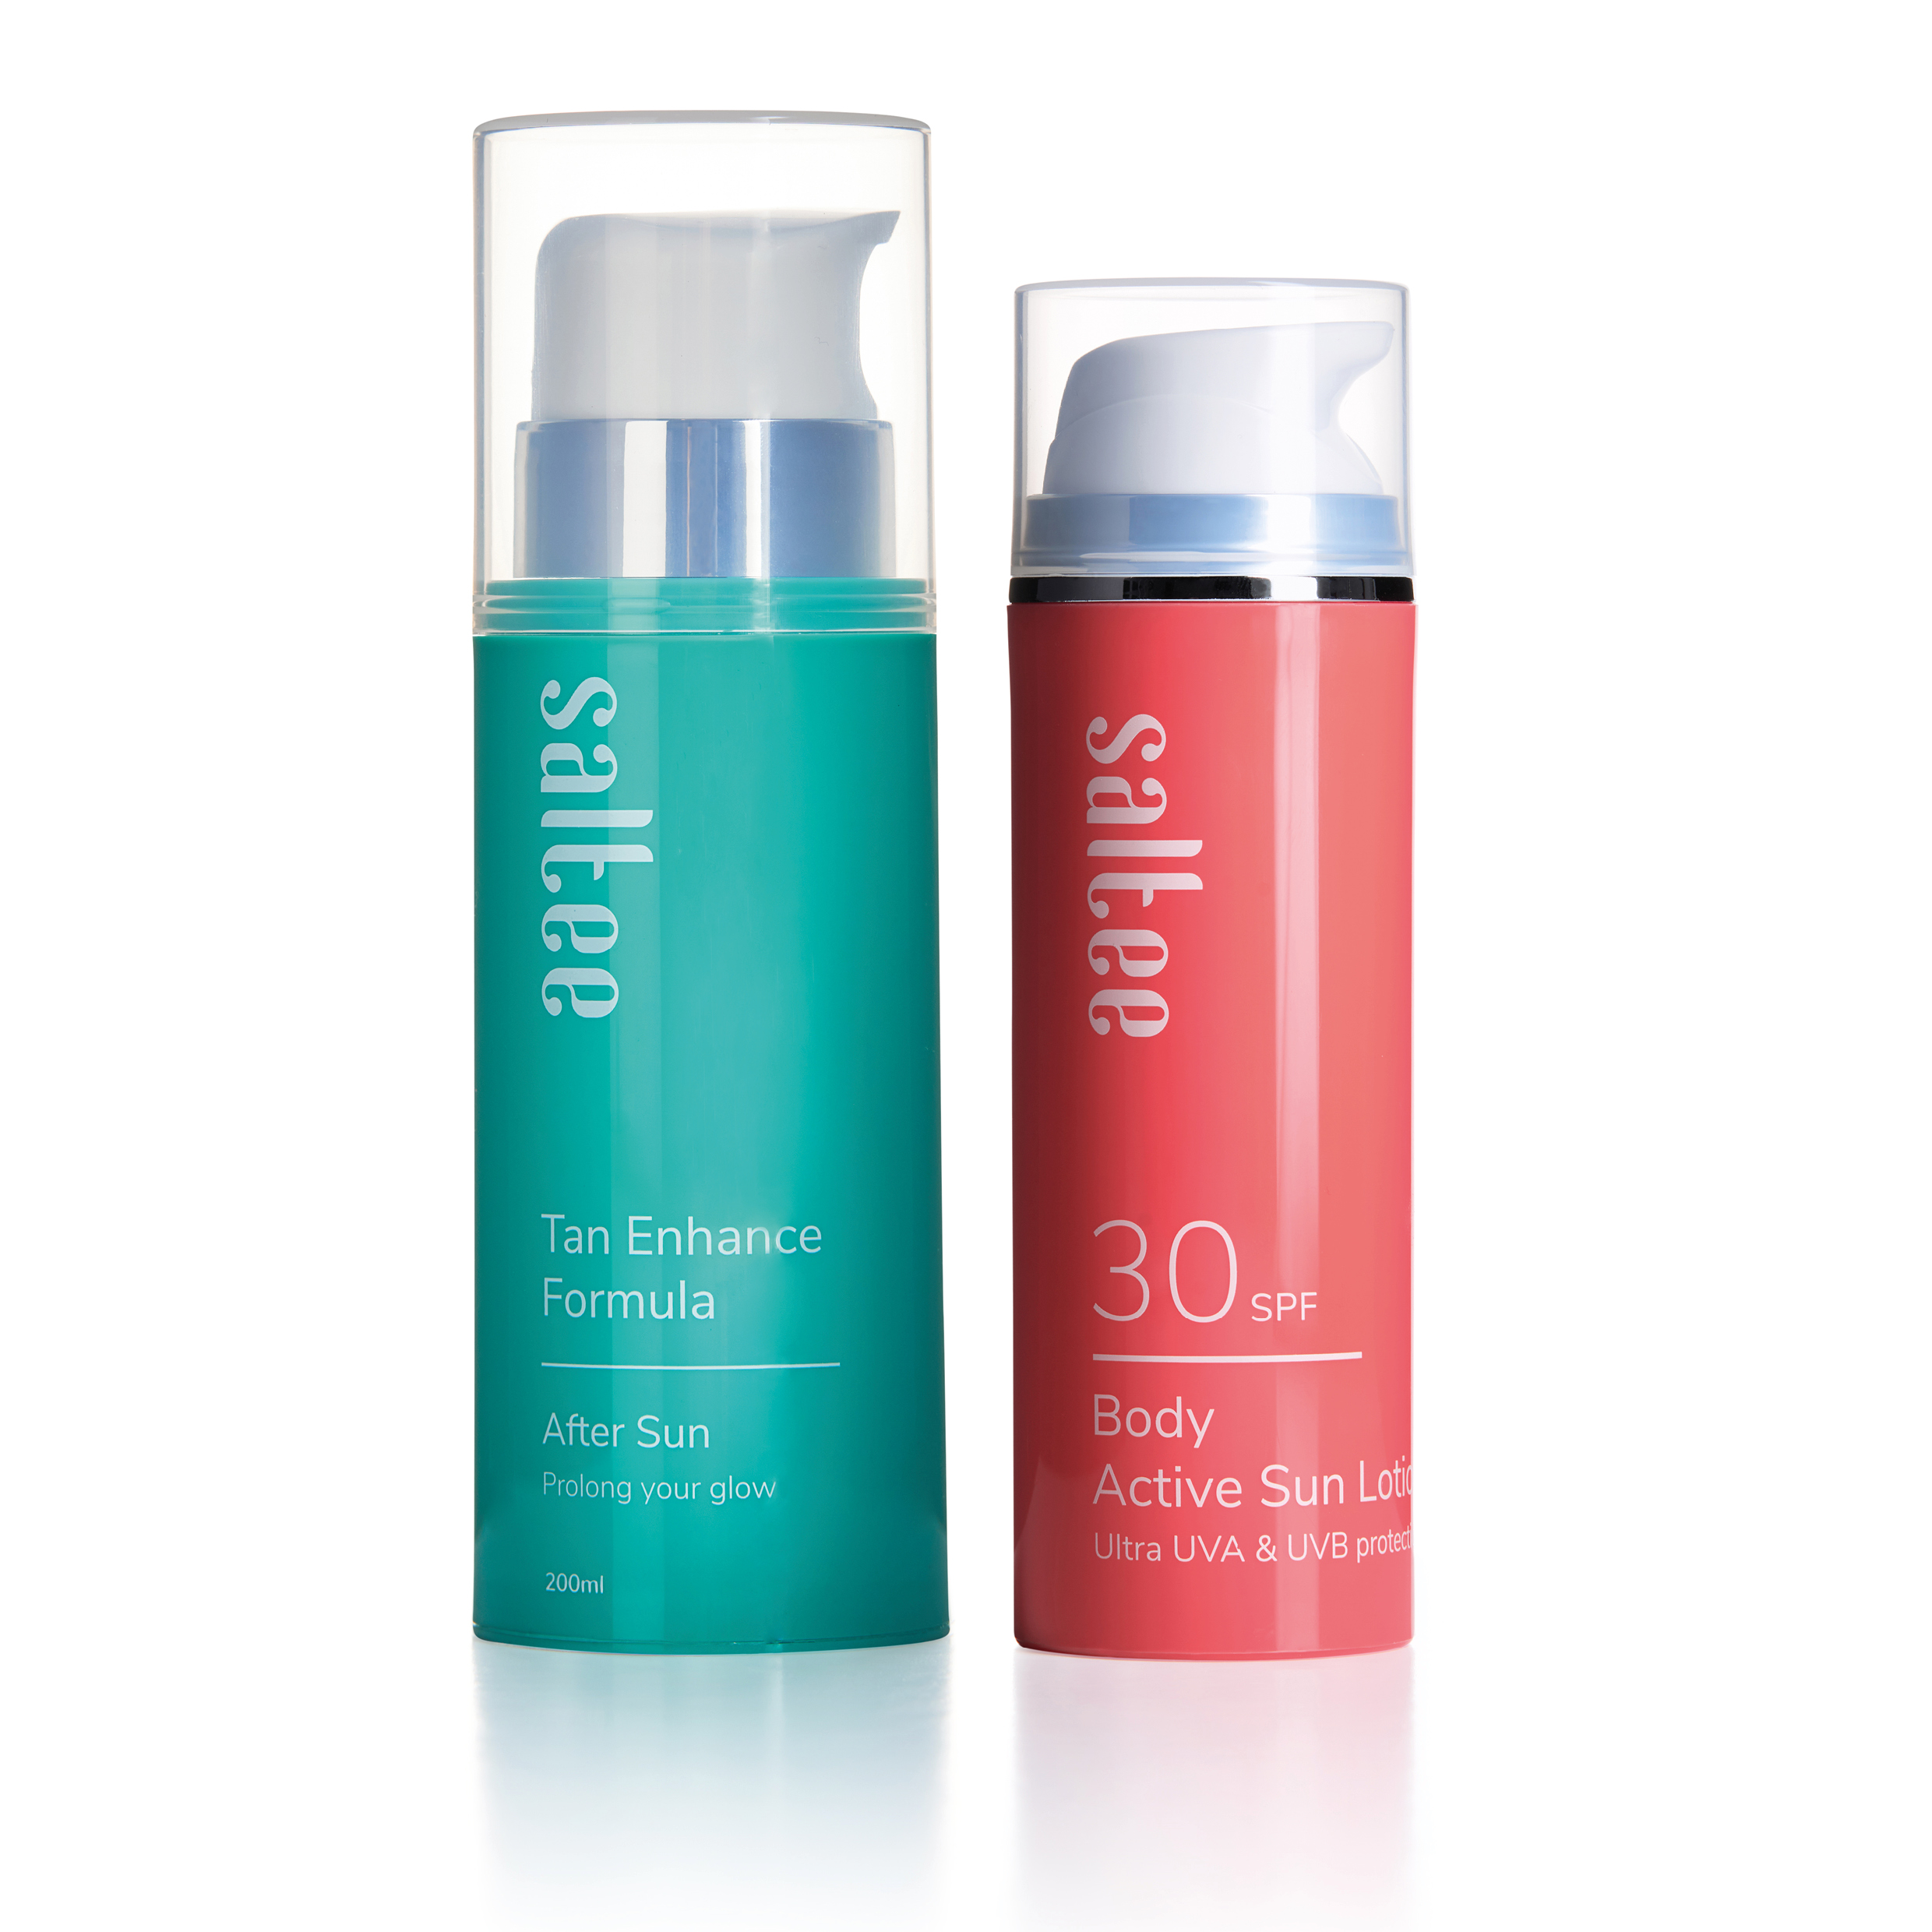 saltee
Tan Enhance
Formula
After Sun
Prolong your glow
200ml
saltee
30 SPF
Body
Active Sun
Ultra UVA & UVB